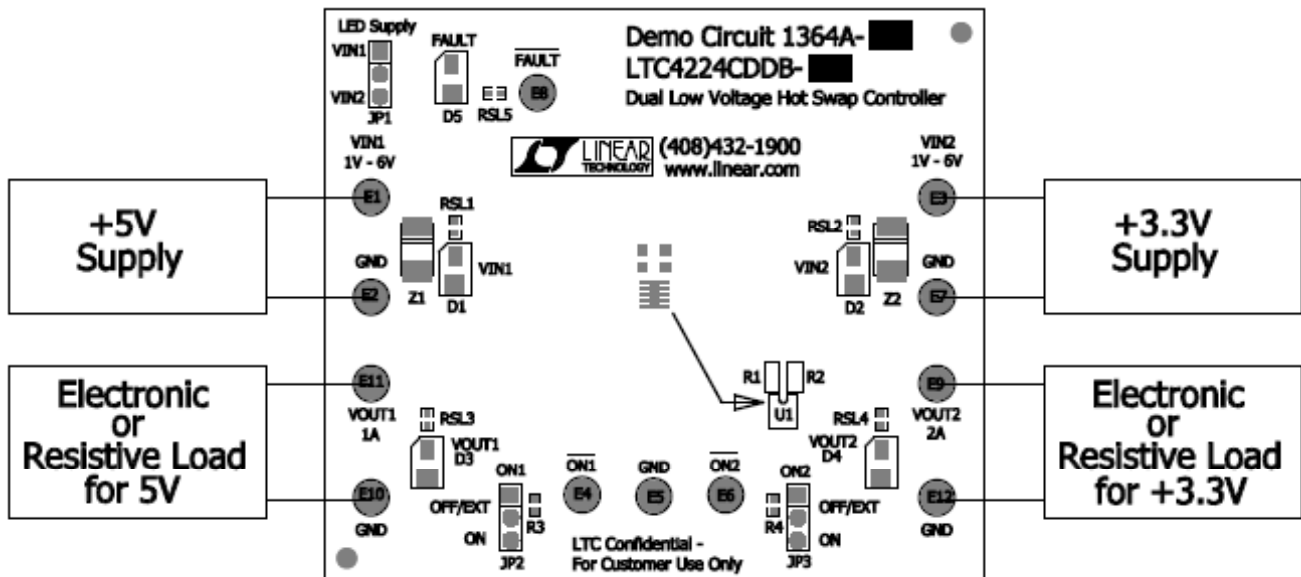 LED Supply
VIN1
VIN2
JP1
FAULT
D5
RSL5
FAULT
E8
Demo Circuit 1364A-
LTC4224CDDB-
Dual Low Voltage Hot Swap Controller
LINEAR
TECHNOLOGY
(408)432-1900
www.linear.com
VIN1
1V - 6V
E1
GND
E2
+5V
Supply
RSL1
VIN1
Z1
D1
VIN2
1V - 6V
E3
GND
E7
+3.3V
Supply
RSL2
VIN2
D2
Z2
R1
R2
U1
Electronic
or
Resistive Load
for 5V
E11
VOUT1
1A
RSL3
VOUT1
D3
E10
GND
ON1
OFF/EXT
ON
JP2
R3
ON1
E4
GND
E5
ON2
E6
LTC Confidential -
For Customer Use Only
R4
ON2
OFF/EXT
ON
JP3
E9
VOUT2
2A
RSL4
VOUT2
D4
E12
GND
Electronic
or
Resistive Load
for +3.3V